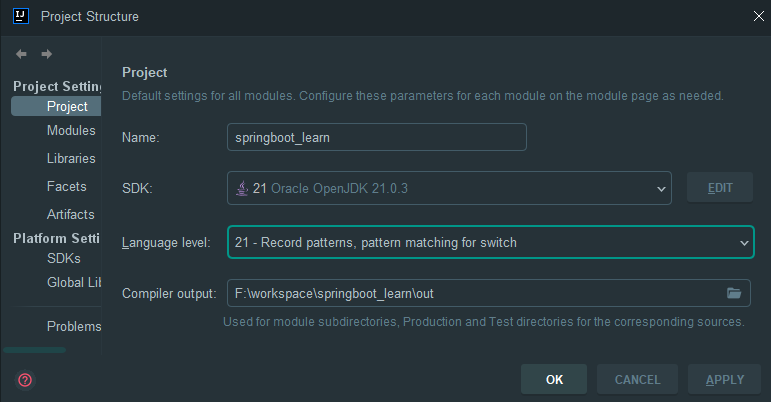 IJ
Project Structure
Project Setting
Project
Modules
Libraries
Facets
Artifacts
Platform Setti
SDKs
Global Lib
Problems
Project
Default settings for all modules. Configure these parameters for each module on the module page as needed.
Name: springboot_learn
SDK: 21 Oracle OpenJDK 21.0.3 EDIT
Language level: 21 - Record patterns, pattern matching for switch
Compiler output: F:\workspace\springboot_learn\out
Used for module subdirectories, Production and Test directories for the corresponding sources.
? OK CANCEL APPLY